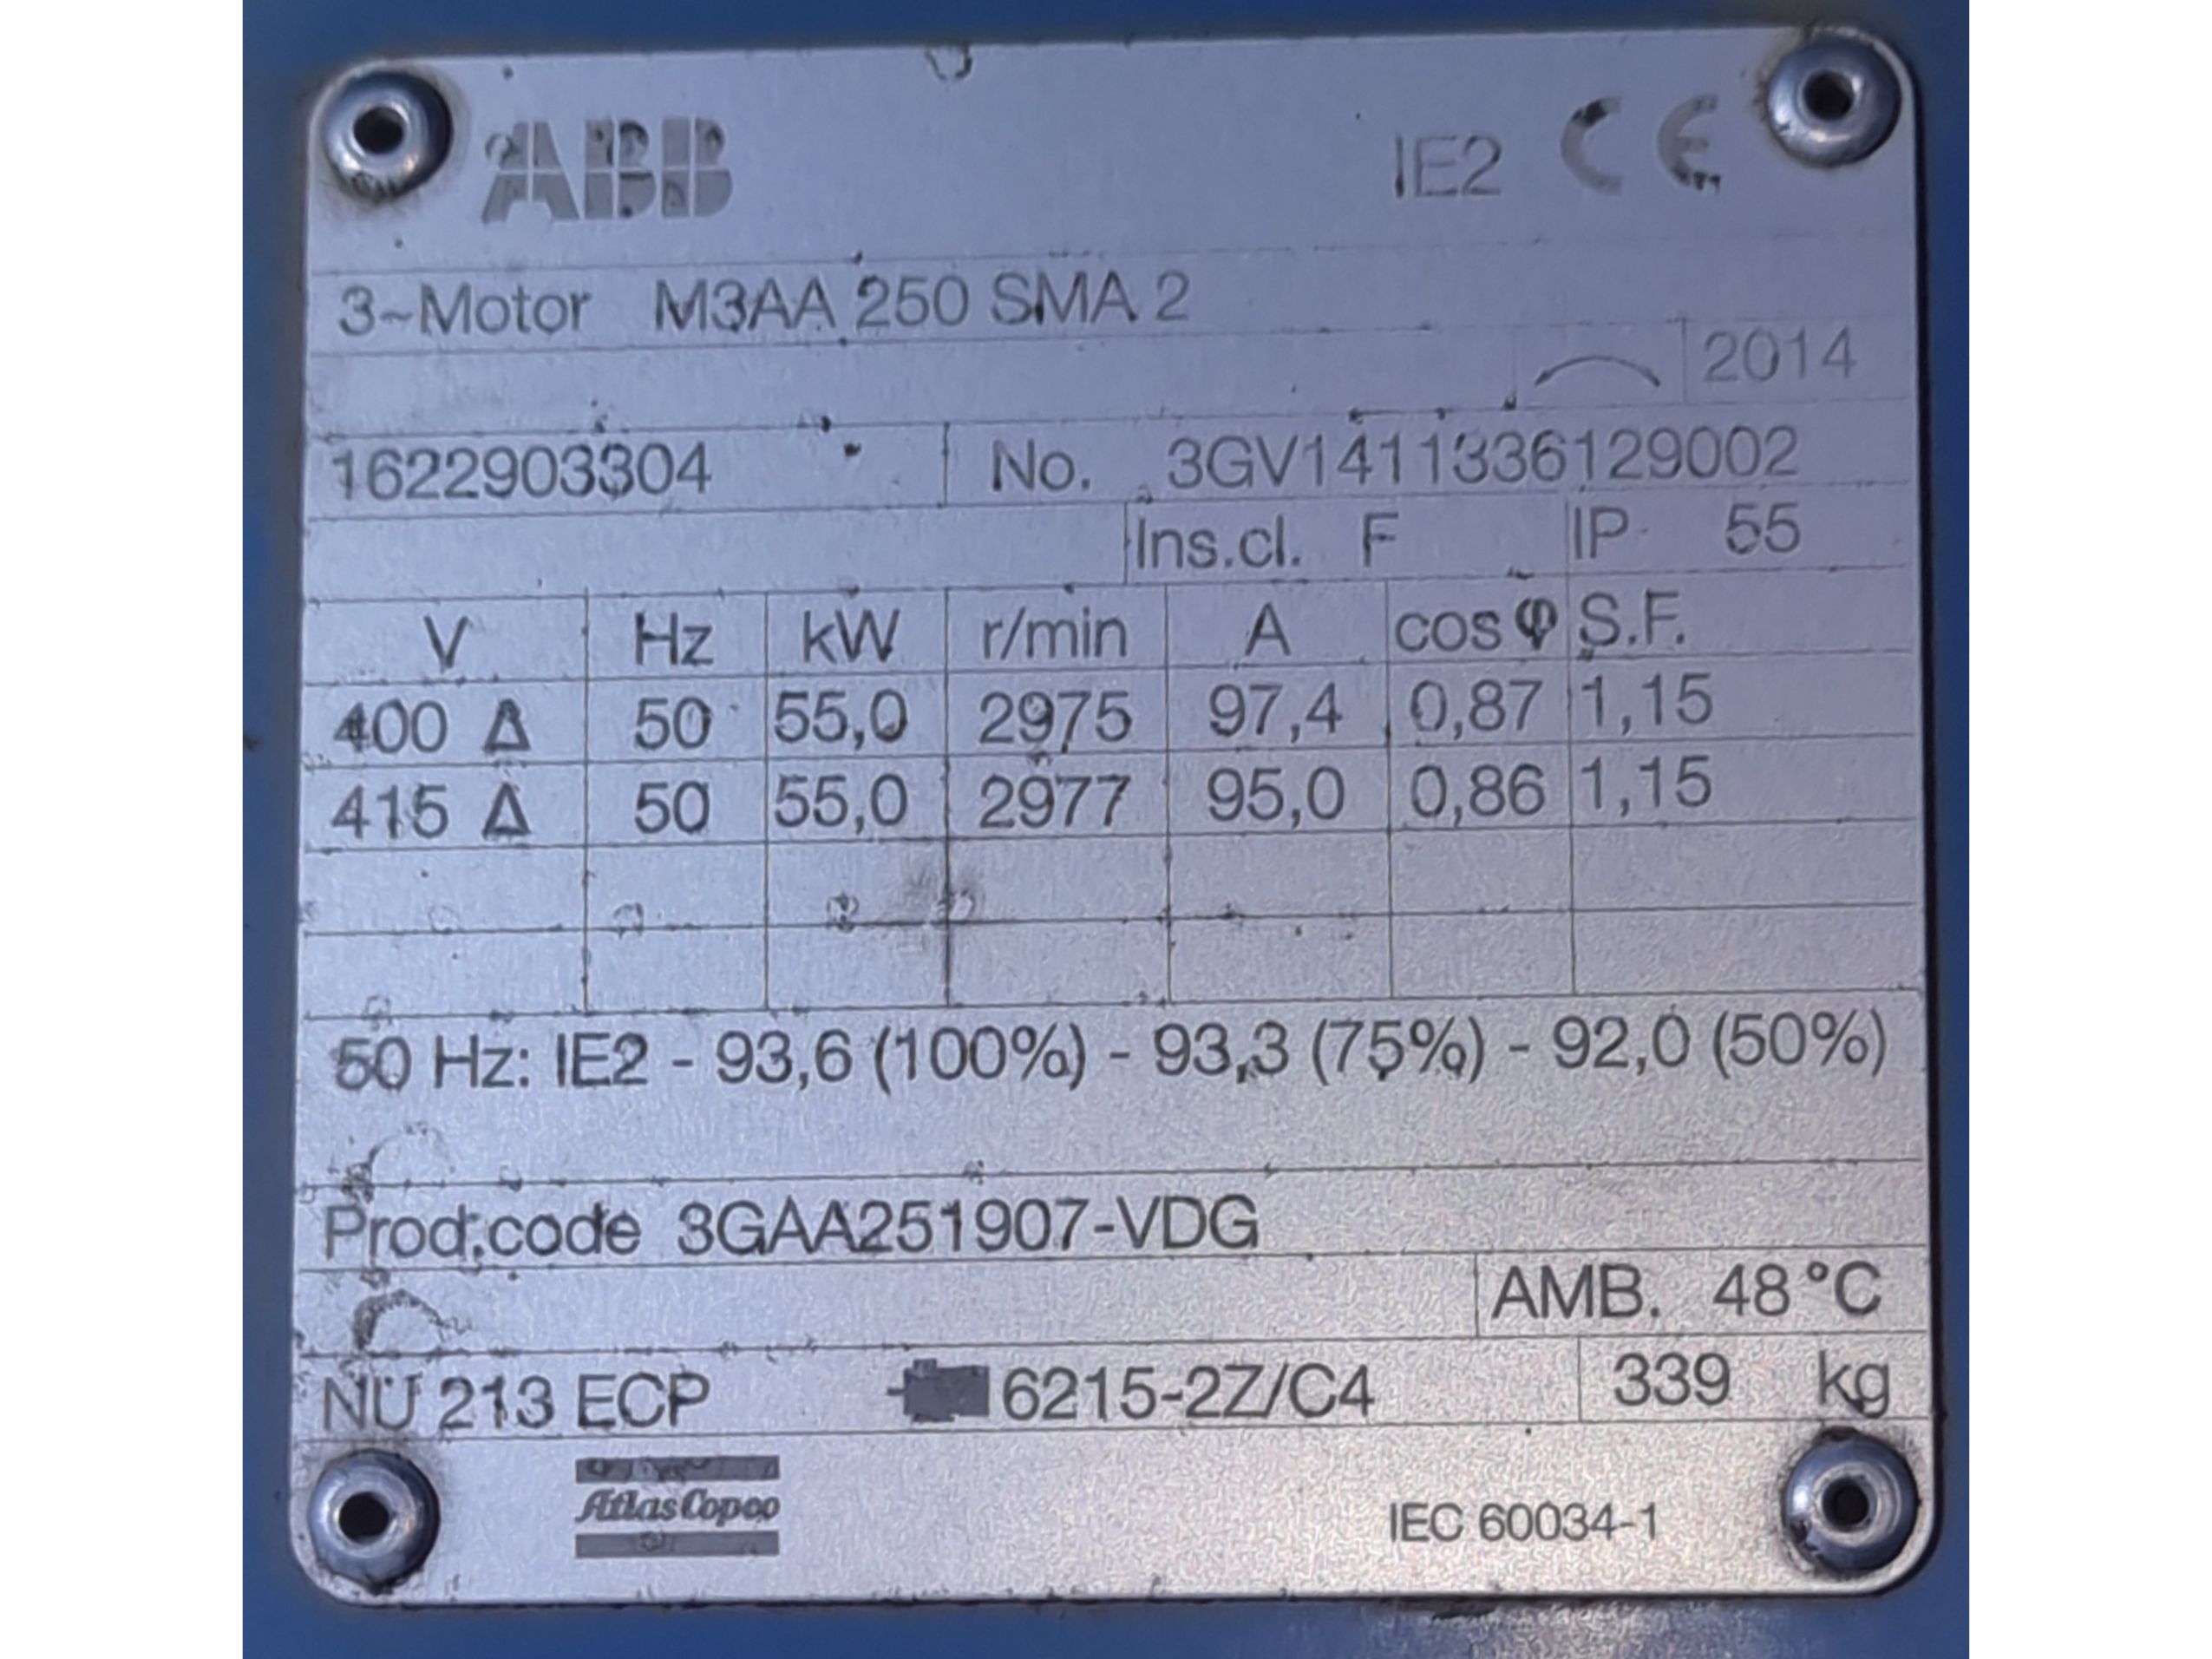 ABB IE2 CE
3~Motor M3AA 250 SMA 2
2014
1622903304 No. 3GV1411336129002
Ins.cl. F IP 55
V Hz kW r/min A cos φ S.F.
400 Δ 50 55,0 2975 97,4 0,87 1,15
415 Δ 50 55,0 2977 95,0 0,86 1,15
50 Hz: IE2 - 93,6 (100%) - 93,3 (75%) - 92,0 (50%)
Prod.code 3GAA251907-VDG
AMB. 48 °C
NU 213 ECP 6215-2Z/C4 339 kg
Atlas Copco IEC 60034-1